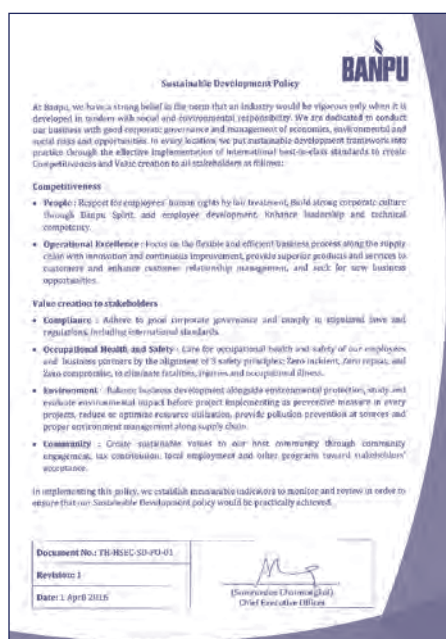 BANPU
Sustainable Development Policy
At Banpu, we have a strong belief in the norm that an industry would be vigorous only when it is
developed in tandem with social and environmental responsibility. We are dedicated to conduct
our business with good corporate governance and management of economics, environmental and
social risks and opportunities. In every location, we put sustainable development framework into
practice through the effective implementation of international best-in-class standards to create
Competitiveness and Value creation to all stakeholders as follows:
Competitiveness
• People : Respect for employees' human rights by fair treatment, Build strong corporate culture
through Banpu Spirit, and employee development, Enhance leadership and technical
competency.
• Operational Excellence : Focus on the flexible and efficient business process along the supply
chain with innovation and continuous improvement, provide superior products and services to
customers and enhance customer relationship management, and seek for new business
opportunities.
Value creation to stakeholders
• Compliance : Adhere to good corporate governance and comply to stipulated laws and
regulations, including international standards.
• Occupational Health and Safety : Care for occupational health and safety of our employees
and business partners by the alignment of 3 safety principles; Zero incident, Zero repeat, and
Zero compromise, to eliminate fatalities, injuries and occupational illness.
• Environment : Balance business development alongside environmental protection, study and
evaluate environmental impact before project implementing as preventive measure in every
projects, reduce or optimize resource utilization, provide pollution prevention at sources and
proper environment management along supply chain.
• Community : Create sustainable values to our host community through community
engagement, tax contribution, local employment and other programs toward stakeholders'
acceptance.
In implementing this policy, we establish measurable indicators to monitor and review in order to
ensure that our Sustainable Development policy would be practically achieved.
Document No.: TH-HSEC-SD-PO-01
Revision: 1
Date: 1 April 2016
(Somruedee Chaimongkol)
Chief Executive Officer